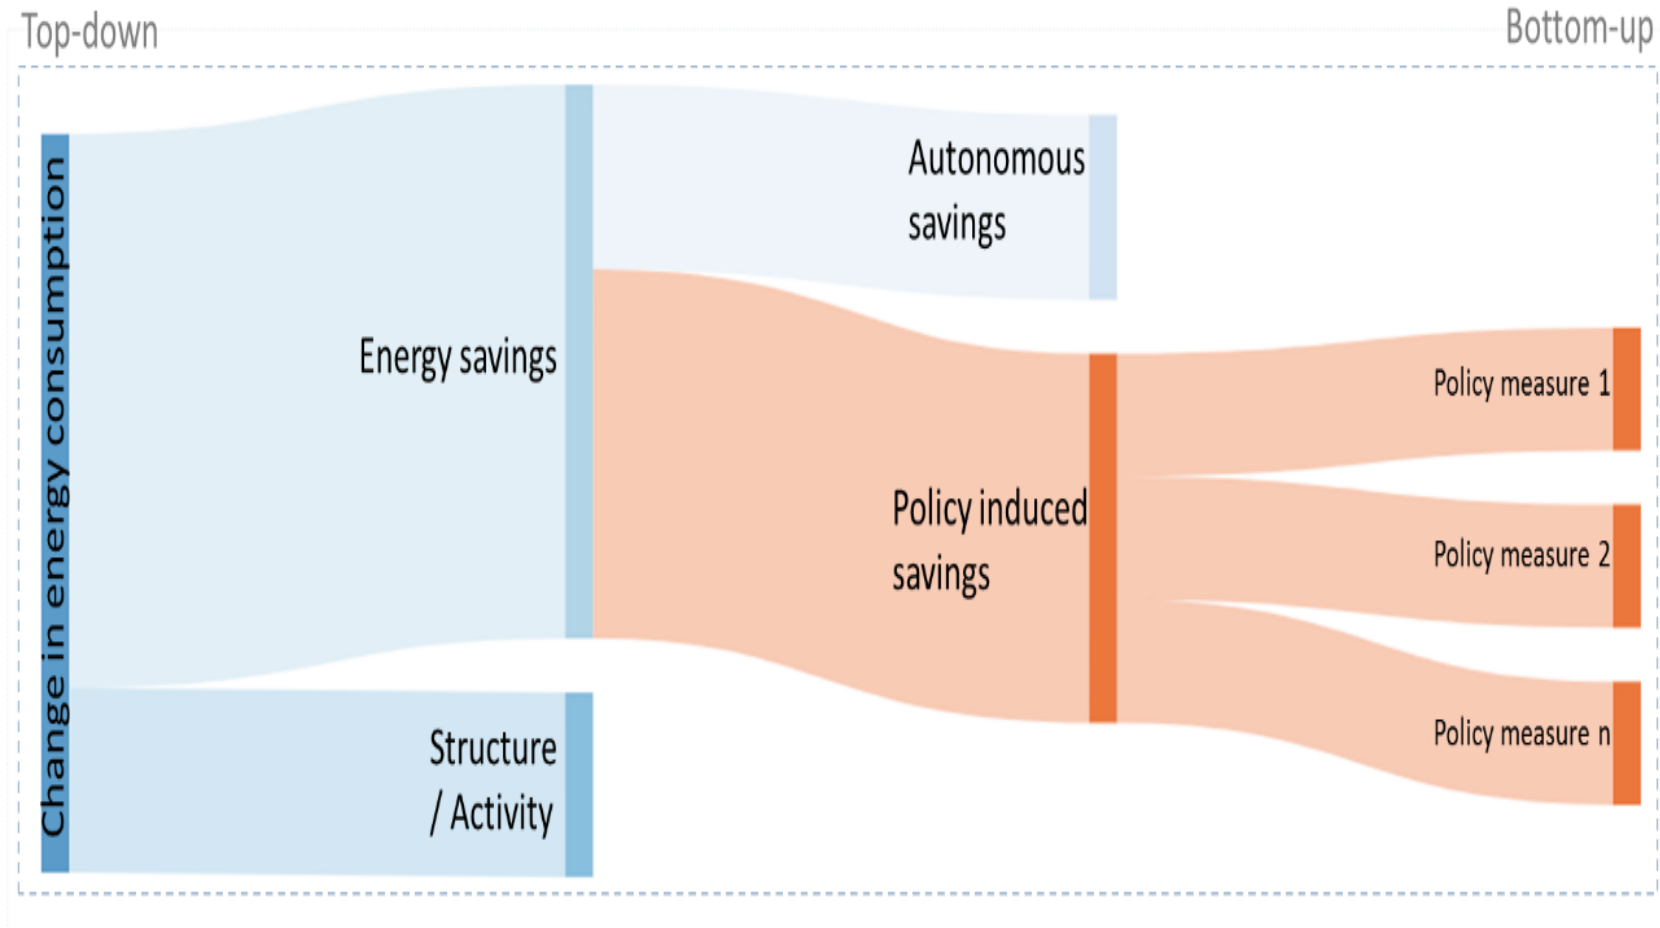 Top-down
Bottom-up
Change in energy consumption
Energy savings
Structure
/ Activity
Autonomous
savings
Policy induced
savings
Policy measure 1
Policy measure 2
Policy measure n